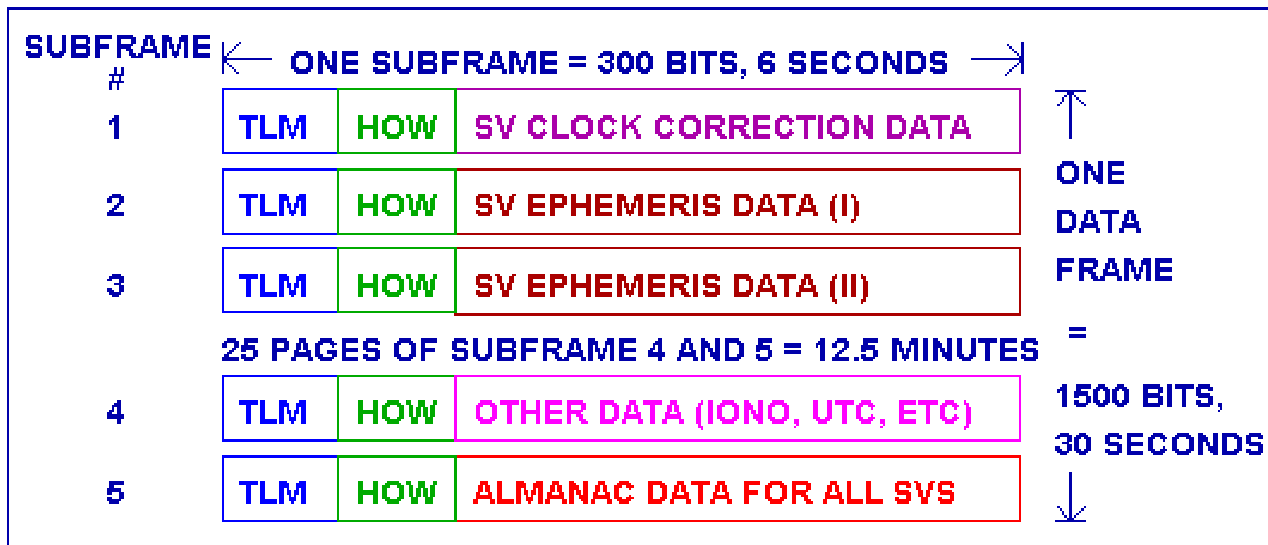 SUBFRAME
#
ONE SUBFRAME = 300 BITS, 6 SECONDS
1 TLM HOW SV CLOCK CORRECTION DATA
2 TLM HOW SV EPHEMERIS DATA (I)
3 TLM HOW SV EPHEMERIS DATA (II)
25 PAGES OF SUBFRAME 4 AND 5 = 12.5 MINUTES
4 TLM HOW OTHER DATA (IONO, UTC, ETC)
5 TLM HOW ALMANAC DATA FOR ALL SVS
ONE
DATA
FRAME
=
1500 BITS,
30 SECONDS